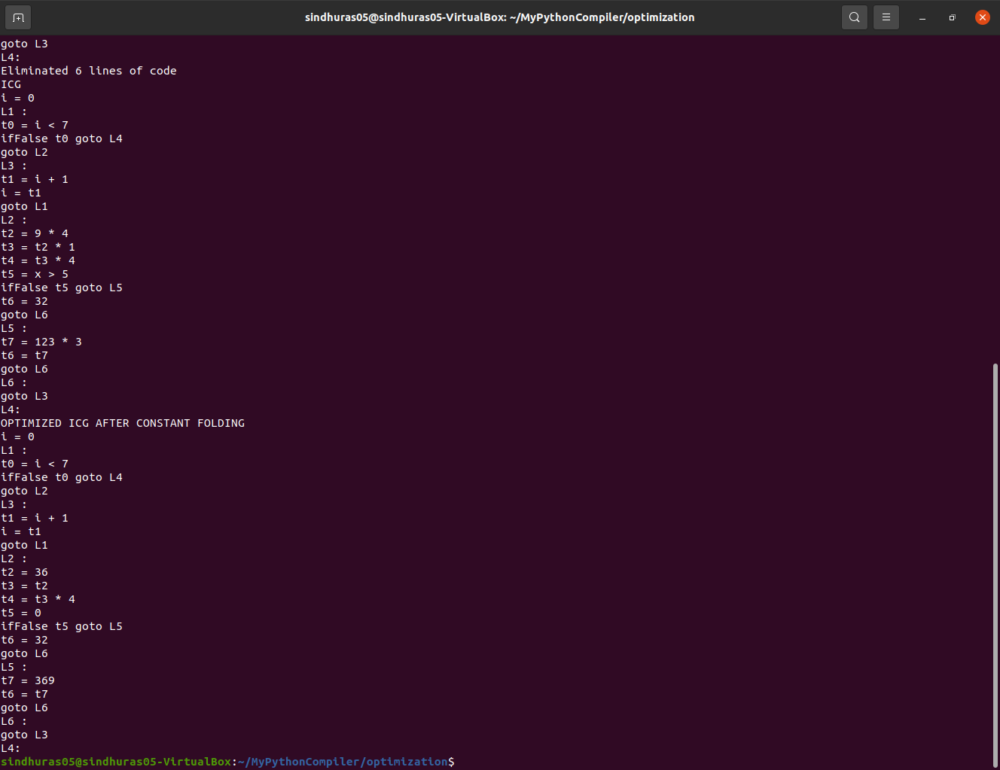 sindhuras05@sindhuras05-VirtualBox: ~/MyPythonCompiler/optimization
goto L3
L4:
Eliminated 6 lines of code
ICG
i = 0
L1 :
t0 = i < 7
ifFalse t0 goto L4
goto L2
L3 :
t1 = i + 1
i = t1
goto L1
L2 :
t2 = 9 * 4
t3 = t2 * 1
t4 = t3 * 4
t5 = x > 5
ifFalse t5 goto L5
t6 = 32
goto L6
L5 :
t7 = 123 * 3
t6 = t7
goto L6
L6 :
goto L3
L4:
OPTIMIZED ICG AFTER CONSTANT FOLDING
i = 0
L1 :
t0 = i < 7
ifFalse t0 goto L4
goto L2
L3 :
t1 = i + 1
i = t1
goto L1
L2 :
t2 = 36
t3 = t2
t4 = t3 * 4
t5 = 0
ifFalse t5 goto L5
t6 = 32
goto L6
L5 :
t7 = 369
t6 = t7
goto L6
L6 :
goto L3
L4:
sindhuras05@sindhuras05-VirtualBox:~/MyPythonCompiler/optimization$